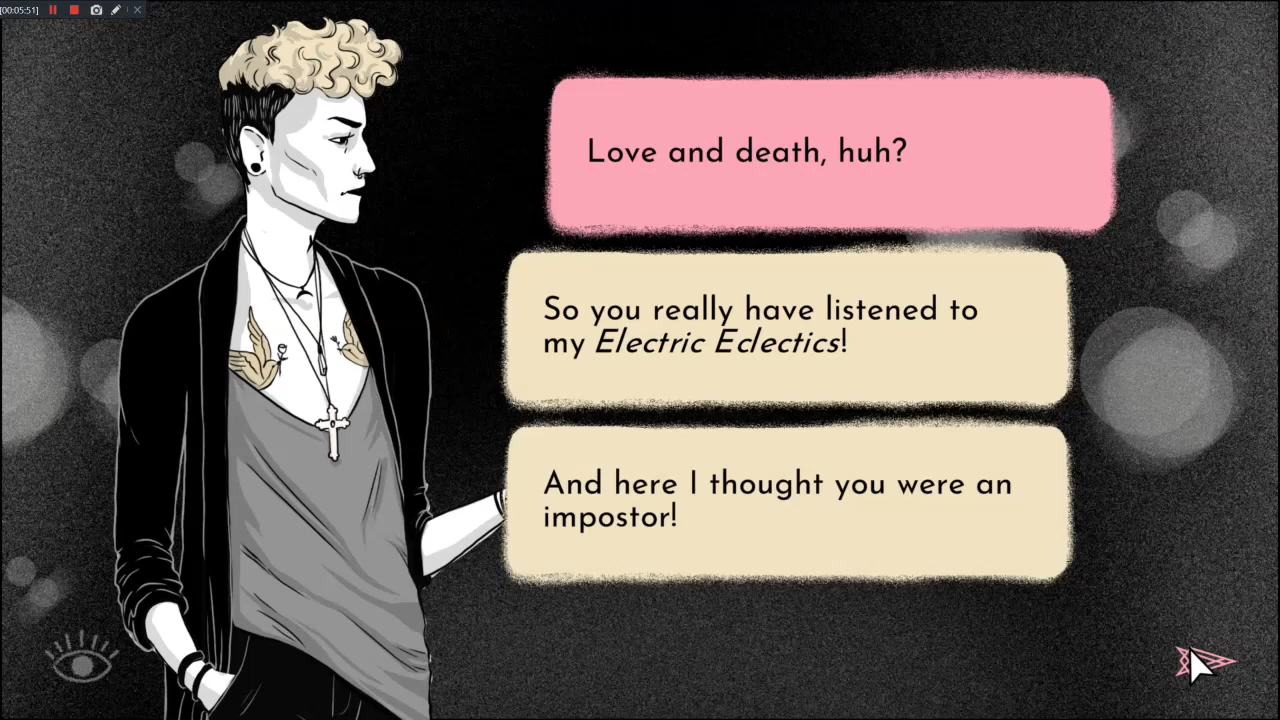 [00:05:51]
Love and death, huh?
So you really have listened to
my Electric Eclectics!
And here I thought you were an
impostor!